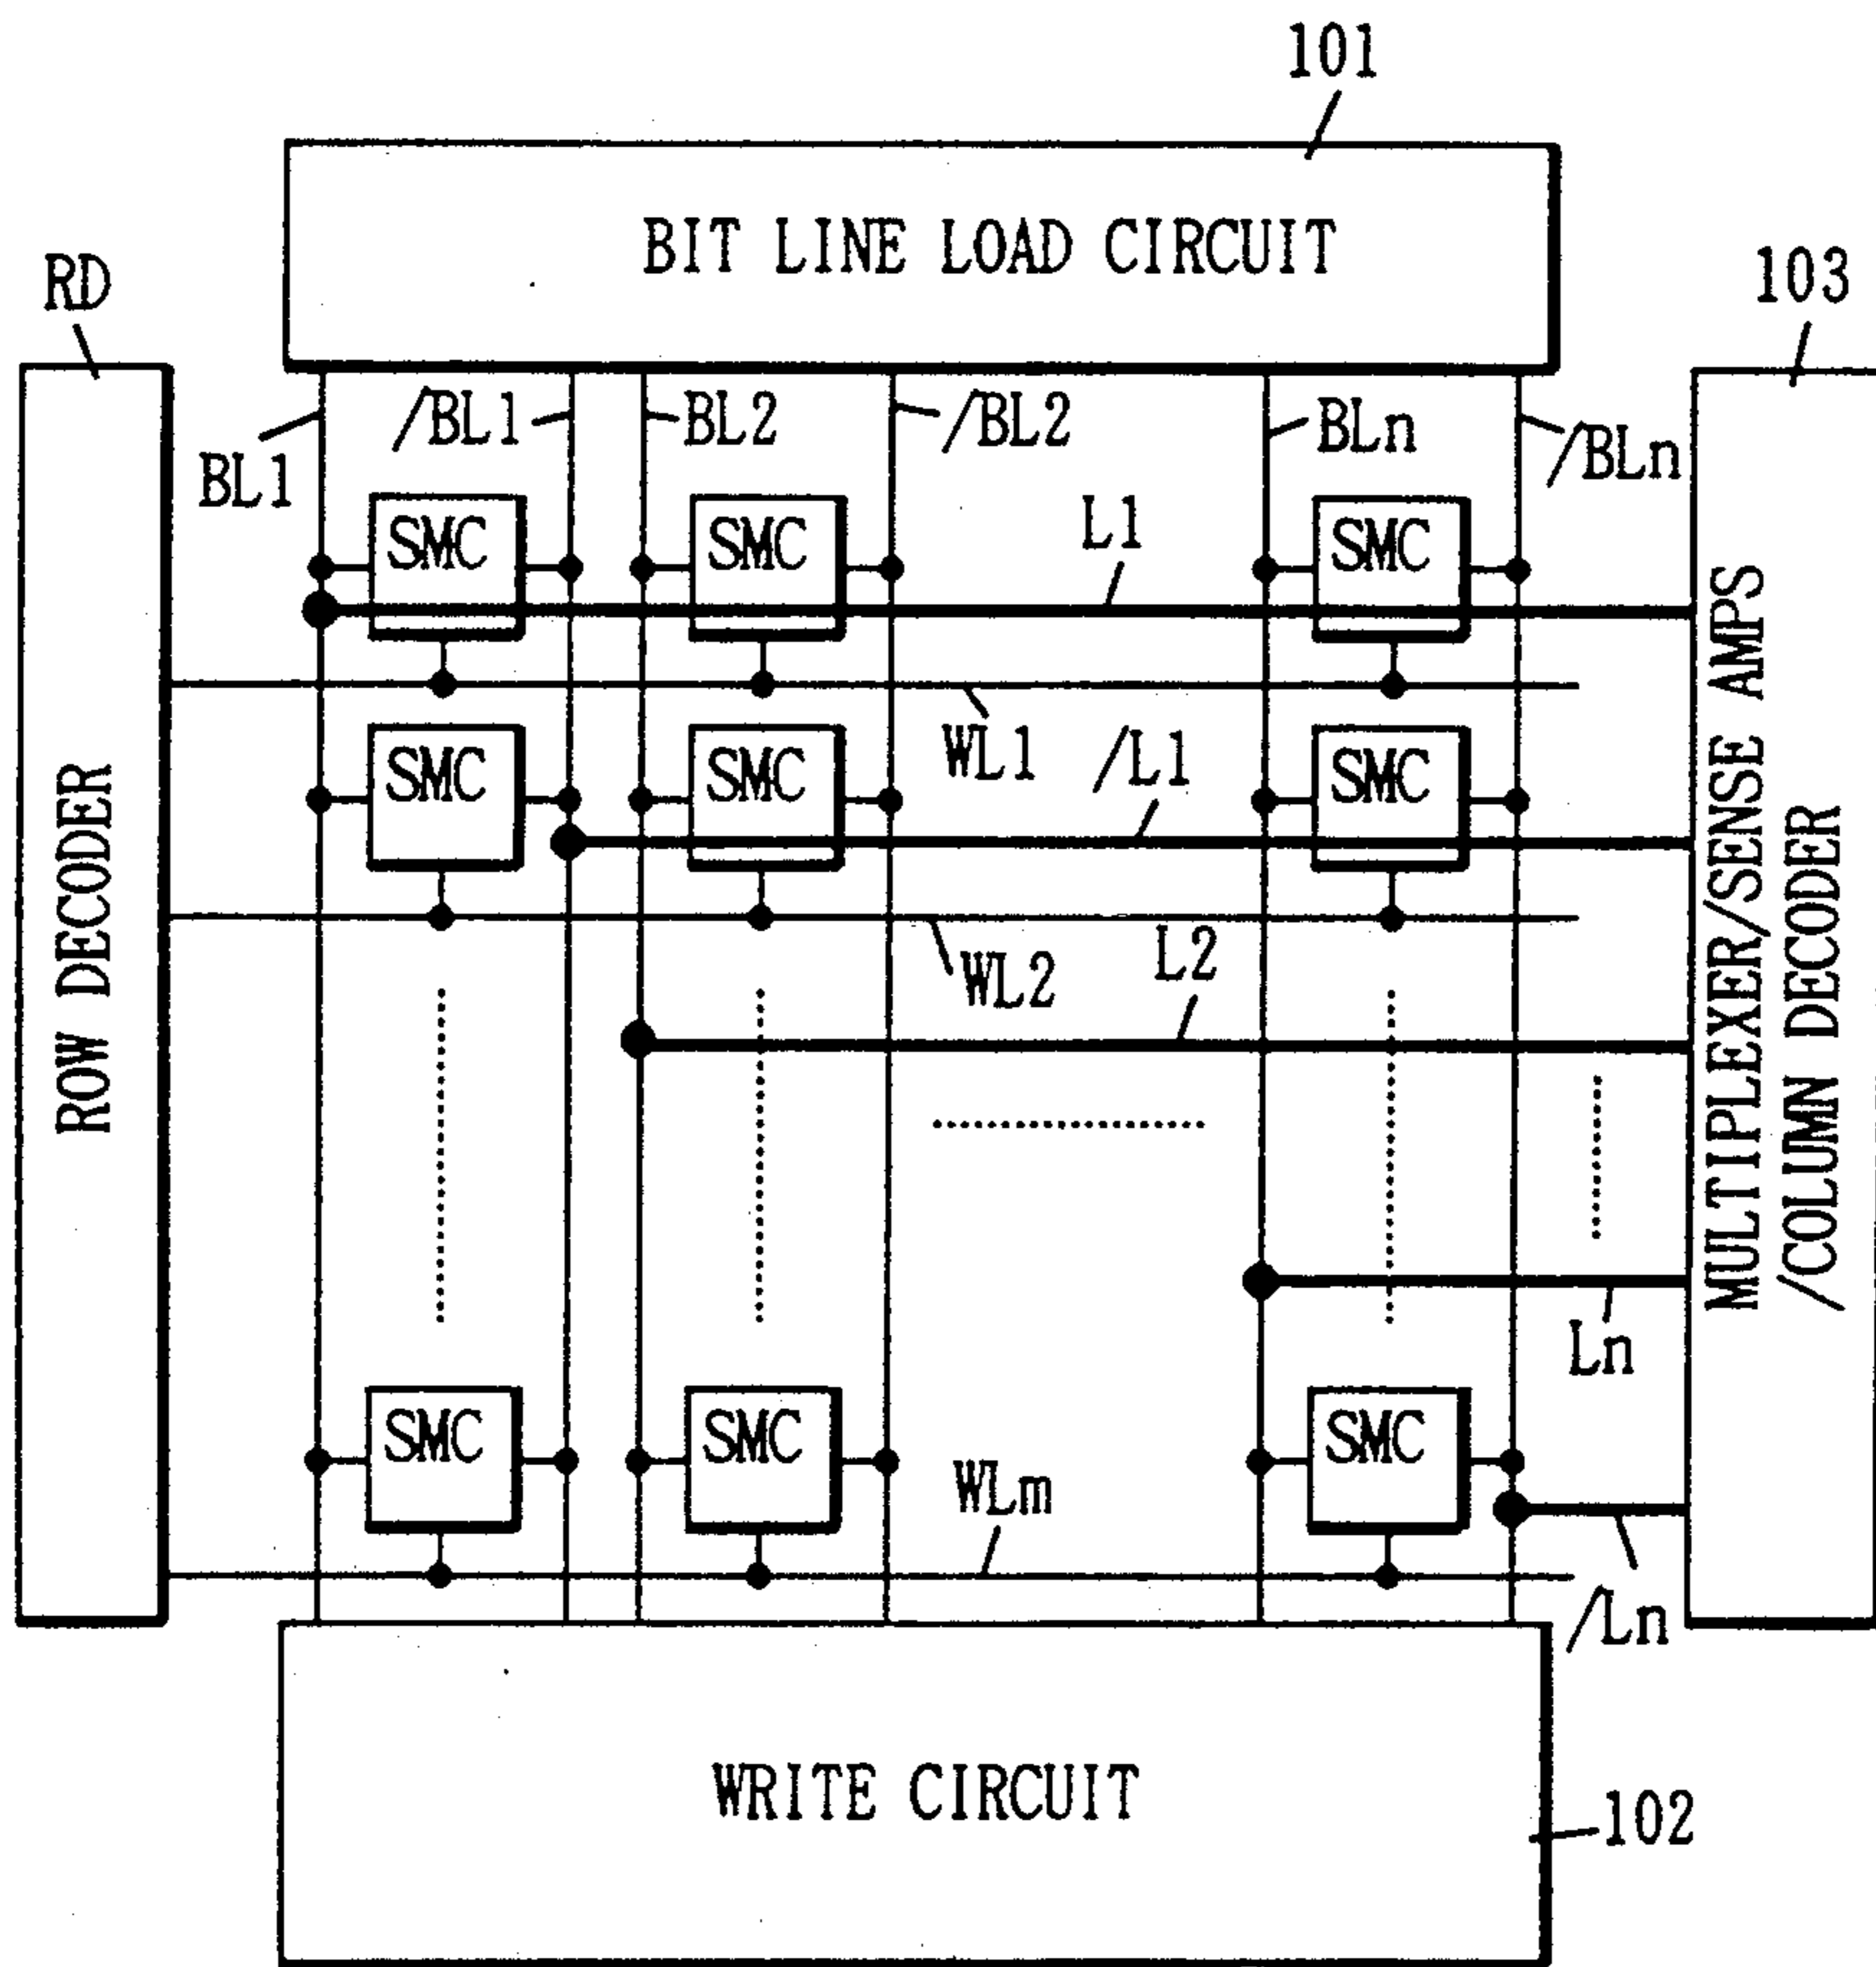 101
BIT LINE LOAD CIRCUIT
RD
103
BL1
/BL1
BL2
/BL2
BLn
/BLn
SMC
SMC
SMC
L1
WL1
SMC
SMC
SMC
/L1
WL2
L2
ROW DECODER
MULTIPLEXER/SENSE AMPS
/COLUMN DECODER
Ln
SMC
SMC
SMC
WLm
/Ln
WRITE CIRCUIT
102